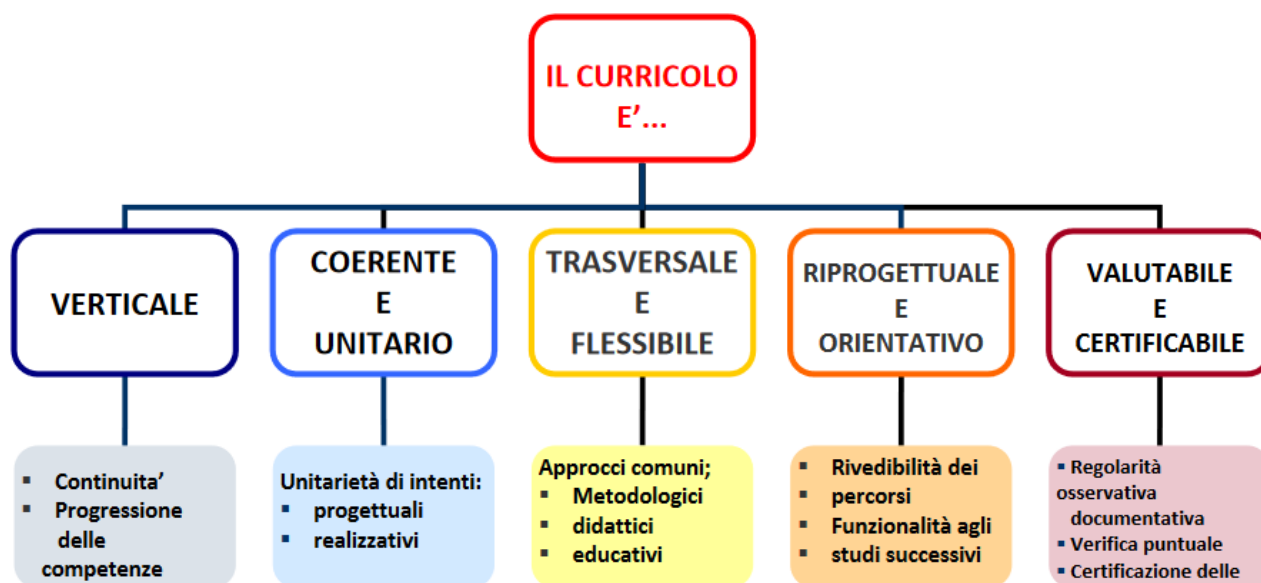 IL CURRICOLO
E’...
VERTICALE
COERENTE
E
UNITARIO
TRASVERSALE
E
FLESSIBILE
RIPROGETTUALE
E
ORIENTATIVO
VALUTABILE
E
CERTIFICABILE
▪ Continuita’
▪ Progressione
delle
competenze
Unitarietà di intenti:
▪ progettuali
▪ realizzativi
Approcci comuni;
▪ Metodologici
▪ didattici
▪ educativi
▪ Rivedibilità dei
▪ percorsi
▪ Funzionalità agli
▪ studi successivi
▪ Regolarità
osservativa
documentativa
▪ Verifica puntuale
▪ Certificazione delle